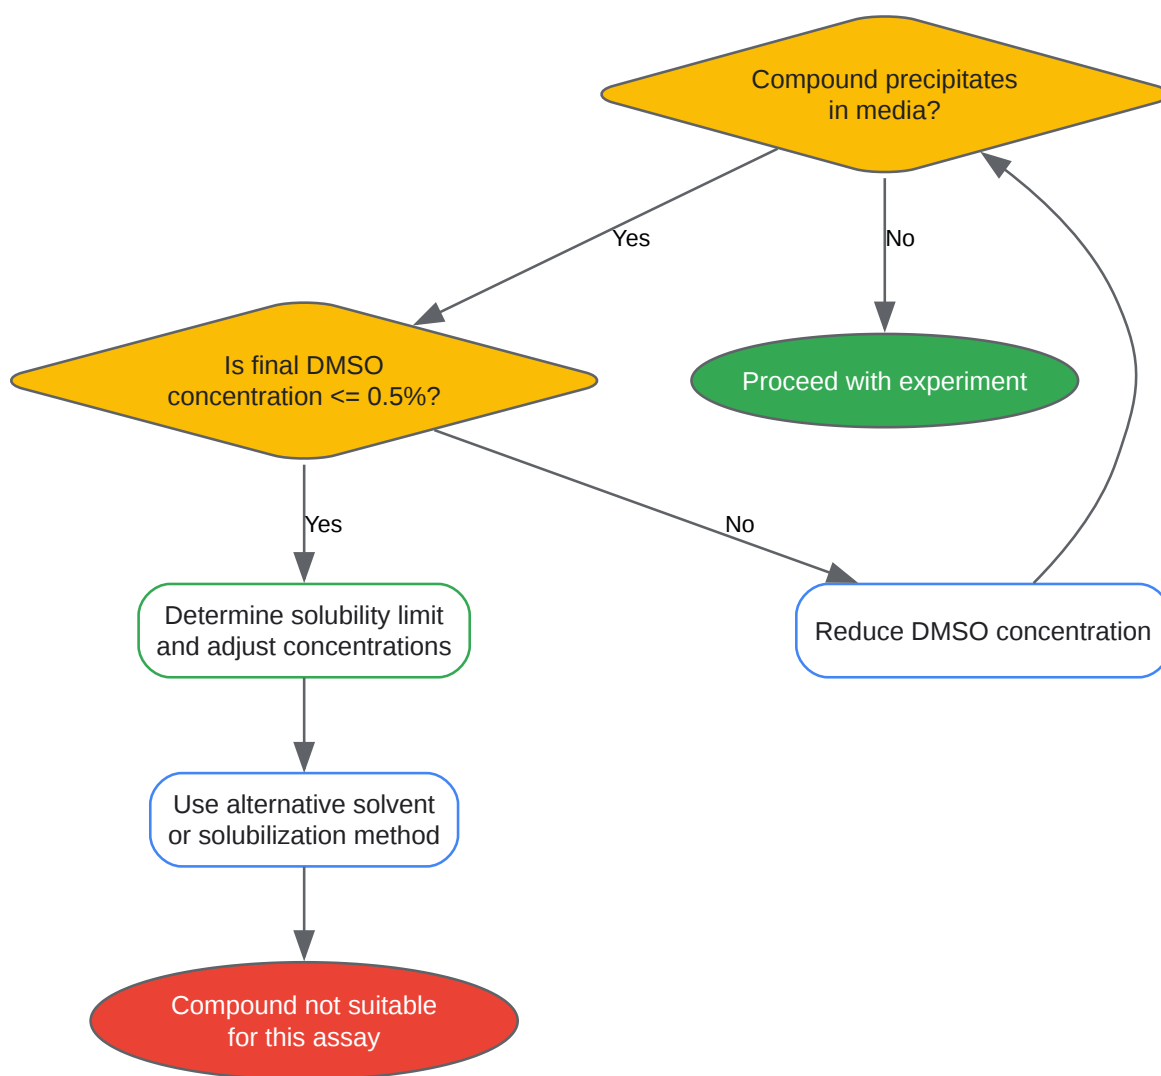 Compound precipitates
in media?
Yes
No
Is final DMSO
concentration <= 0.5%?
Proceed with experiment
Yes
No
Determine solubility limit
and adjust concentrations
Reduce DMSO concentration
Use alternative solvent
or solubilization method
Compound not suitable
for this assay